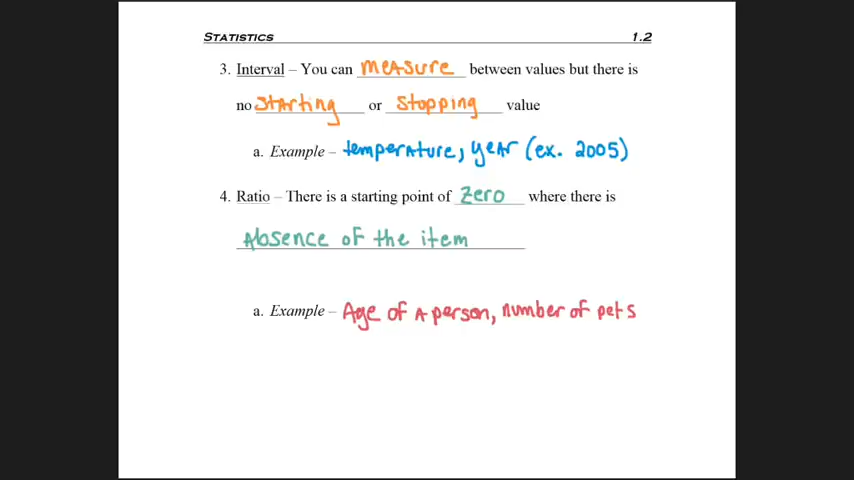 STATISTICS 1.2
3. Interval – You can measure between values but there is
no starting or stopping value
a. Example – temperature, year (ex. 2005)
4. Ratio – There is a starting point of zero where there is
Absence of the item
a. Example – Age of a person, number of pets